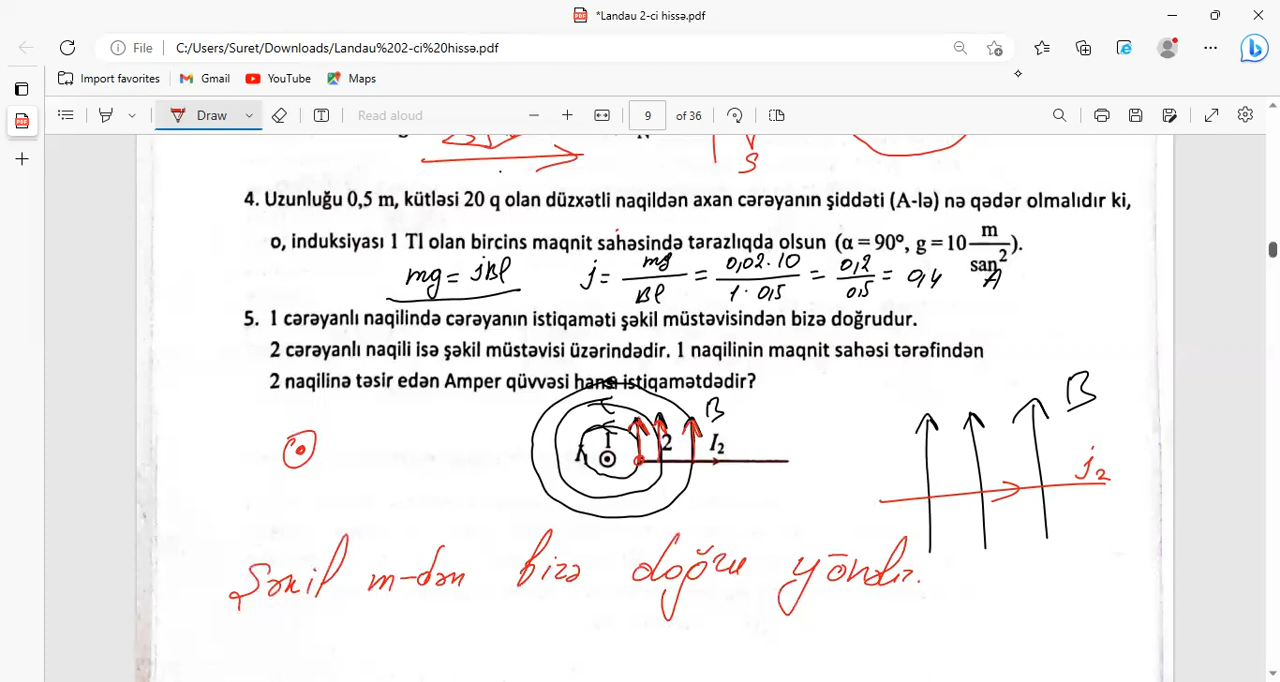 *Landau 2-ci hissə.pdf
File C:/Users/Suret/Downloads/Landau%202-ci%20hissə.pdf
Import favorites Gmail YouTube Maps
Draw Read aloud 9 of 36
S
4. Uzunluğu 0,5 m, kütləsi 20 q olan düzxətli naqildən axan cərəyanın şiddəti (A-lə) nə qədər olmalıdır ki,
o, induksiyası 1 Tl olan bircins maqnit sahəsində tarazlıqda olsun (α = 90°, g = 10 m/san²).
mg = jBl j = mg/Bl = 0,02·10/1·0,5 = 0,2/0,5 = 0,4 A
5. 1 cərəyanlı naqilində cərəyanın istiqaməti şəkil müstəvisindən bizə doğrudur.
2 cərəyanlı naqili isə şəkil müstəvisi üzərindədir. 1 naqilinin maqnit sahəsi tərəfindən
2 naqilinə təsir edən Amper qüvvəsi hansı istiqamətdədir?
B B
2 I₂ j₂
Şəkil m-dən bizə doğru yöndlr.